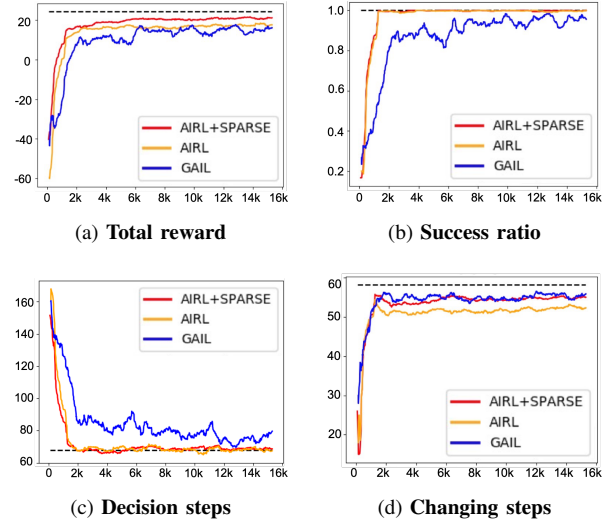 20
0
-20
-40
-60
AIRL+SPARSE
AIRL
GAIL
0 2k 4k 6k 8k 10k 12k 14k 16k
(a) Total reward
1.0
0.8
0.6
0.4
0.2
AIRL+SPARSE
AIRL
GAIL
0 2k 4k 6k 8k 10k 12k 14k 16k
(b) Success ratio
160
140
120
100
80
60
AIRL+SPARSE
AIRL
GAIL
0 2k 4k 6k 8k 10k 12k 14k 16k
(c) Decision steps
60
50
40
30
20
AIRL+SPARSE
AIRL
GAIL
0 2k 4k 6k 8k 10k 12k 14k 16k
(d) Changing steps